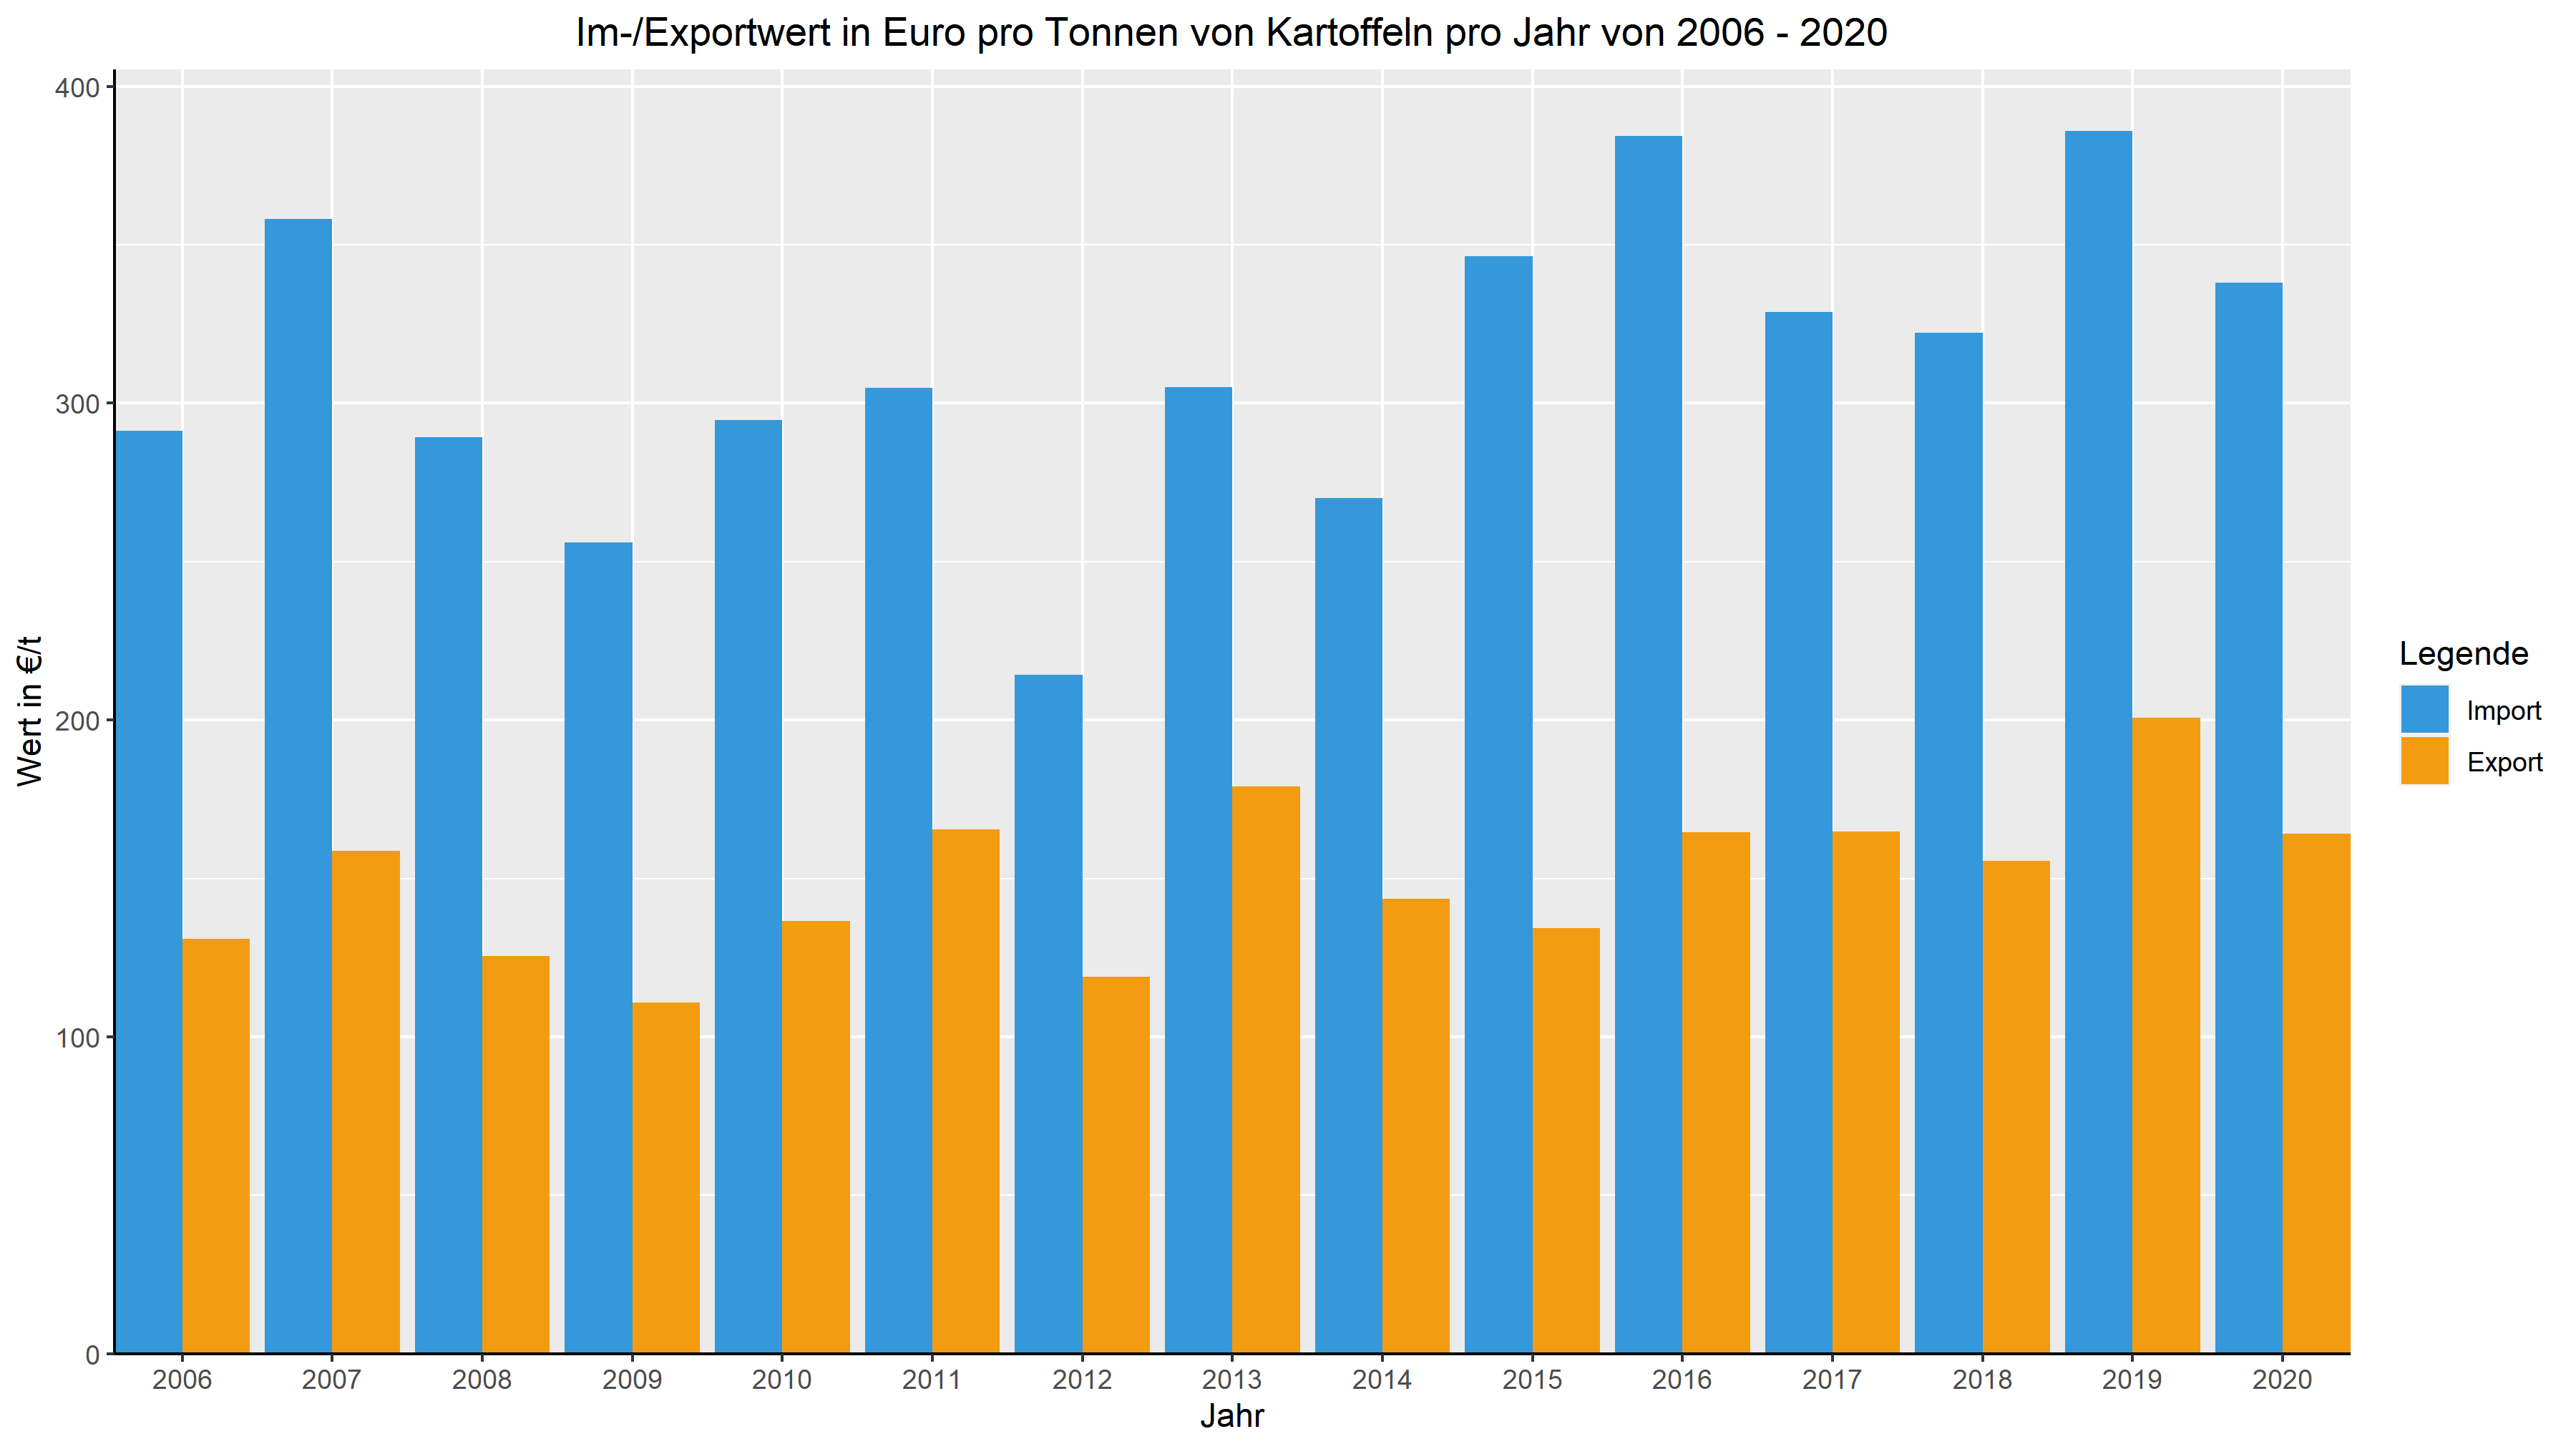 Im-/Exportwert in Euro pro Tonnen von Kartoffeln pro Jahr von 2006 - 2020
Wert in €/t
400
300
200
100
0
2006 2007 2008 2009 2010 2011 2012 2013 2014 2015 2016 2017 2018 2019 2020
Jahr
Legende
Import
Export